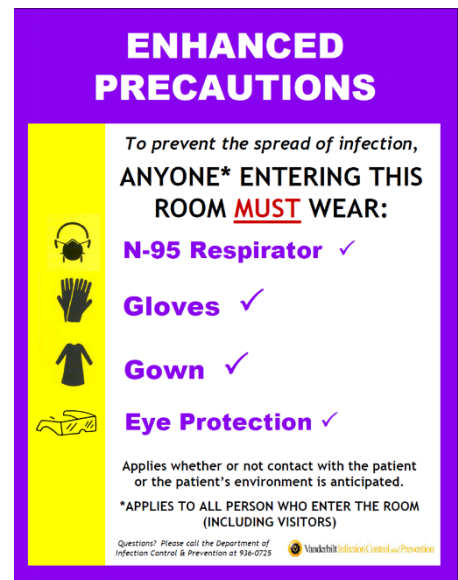 ENHANCED
PRECAUTIONS
To prevent the spread of infection,
ANYONE* ENTERING THIS
ROOM MUST WEAR:
N-95 Respirator ✓
Gloves ✓
Gown ✓
Eye Protection ✓
Applies whether or not contact with the patient
or the patient's environment is anticipated.
*APPLIES TO ALL PERSON WHO ENTER THE ROOM
(INCLUDING VISITORS)
Questions? Please call the Department of
Infection Control & Prevention at 936-0725
Vanderbilt Infection Control and Prevention